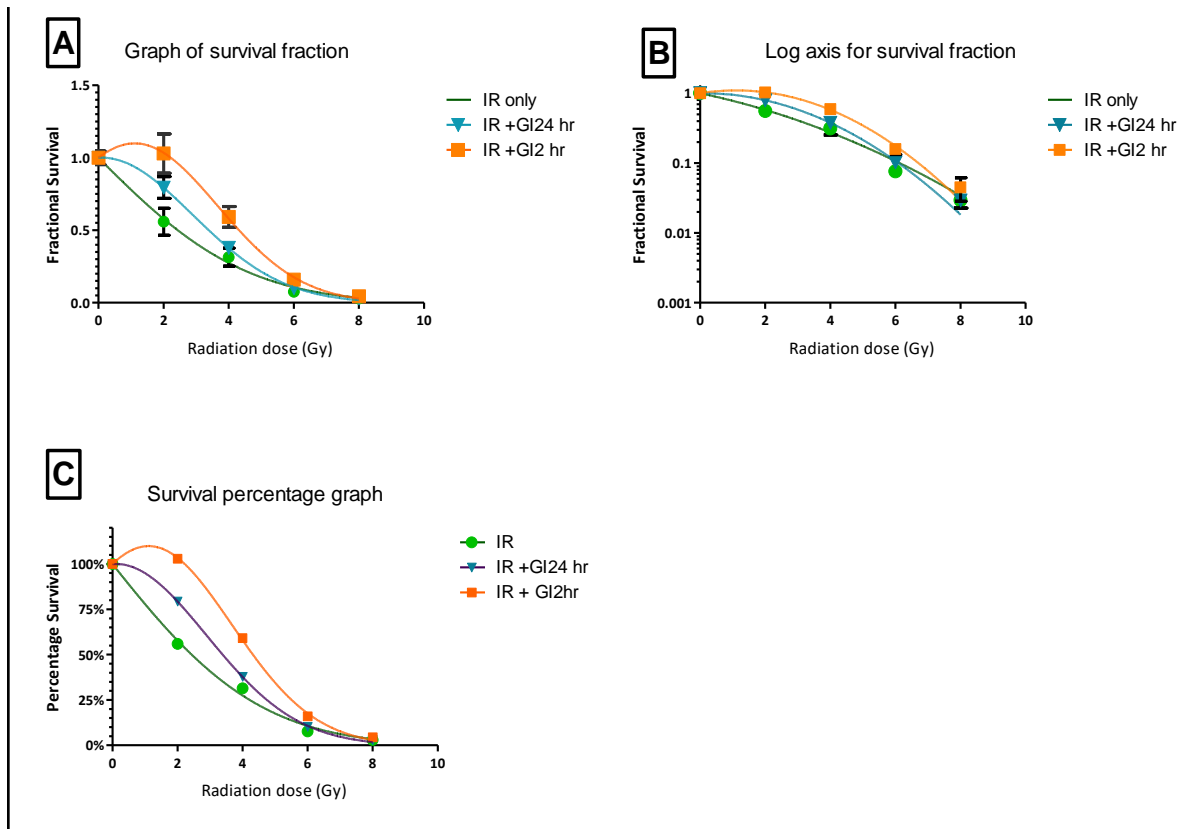 A
Graph of survival fraction
1.5
1.0
0.5
0.0
Fractional Survival
0 2 4 6 8 10
Radiation dose (Gy)
IR only
IR +GI24 hr
IR +GI2 hr
B
Log axis for survival fraction
1
0.1
0.01
0.001
Fractional Survival
0 2 4 6 8 10
Radiation dose (Gy)
IR only
IR +GI24 hr
IR +GI2 hr
C
Survival percentage graph
100%
75%
50%
25%
0%
Percentage Survival
0 2 4 6 8 10
Radiation dose (Gy)
IR
IR +GI24 hr
IR + GI2hr